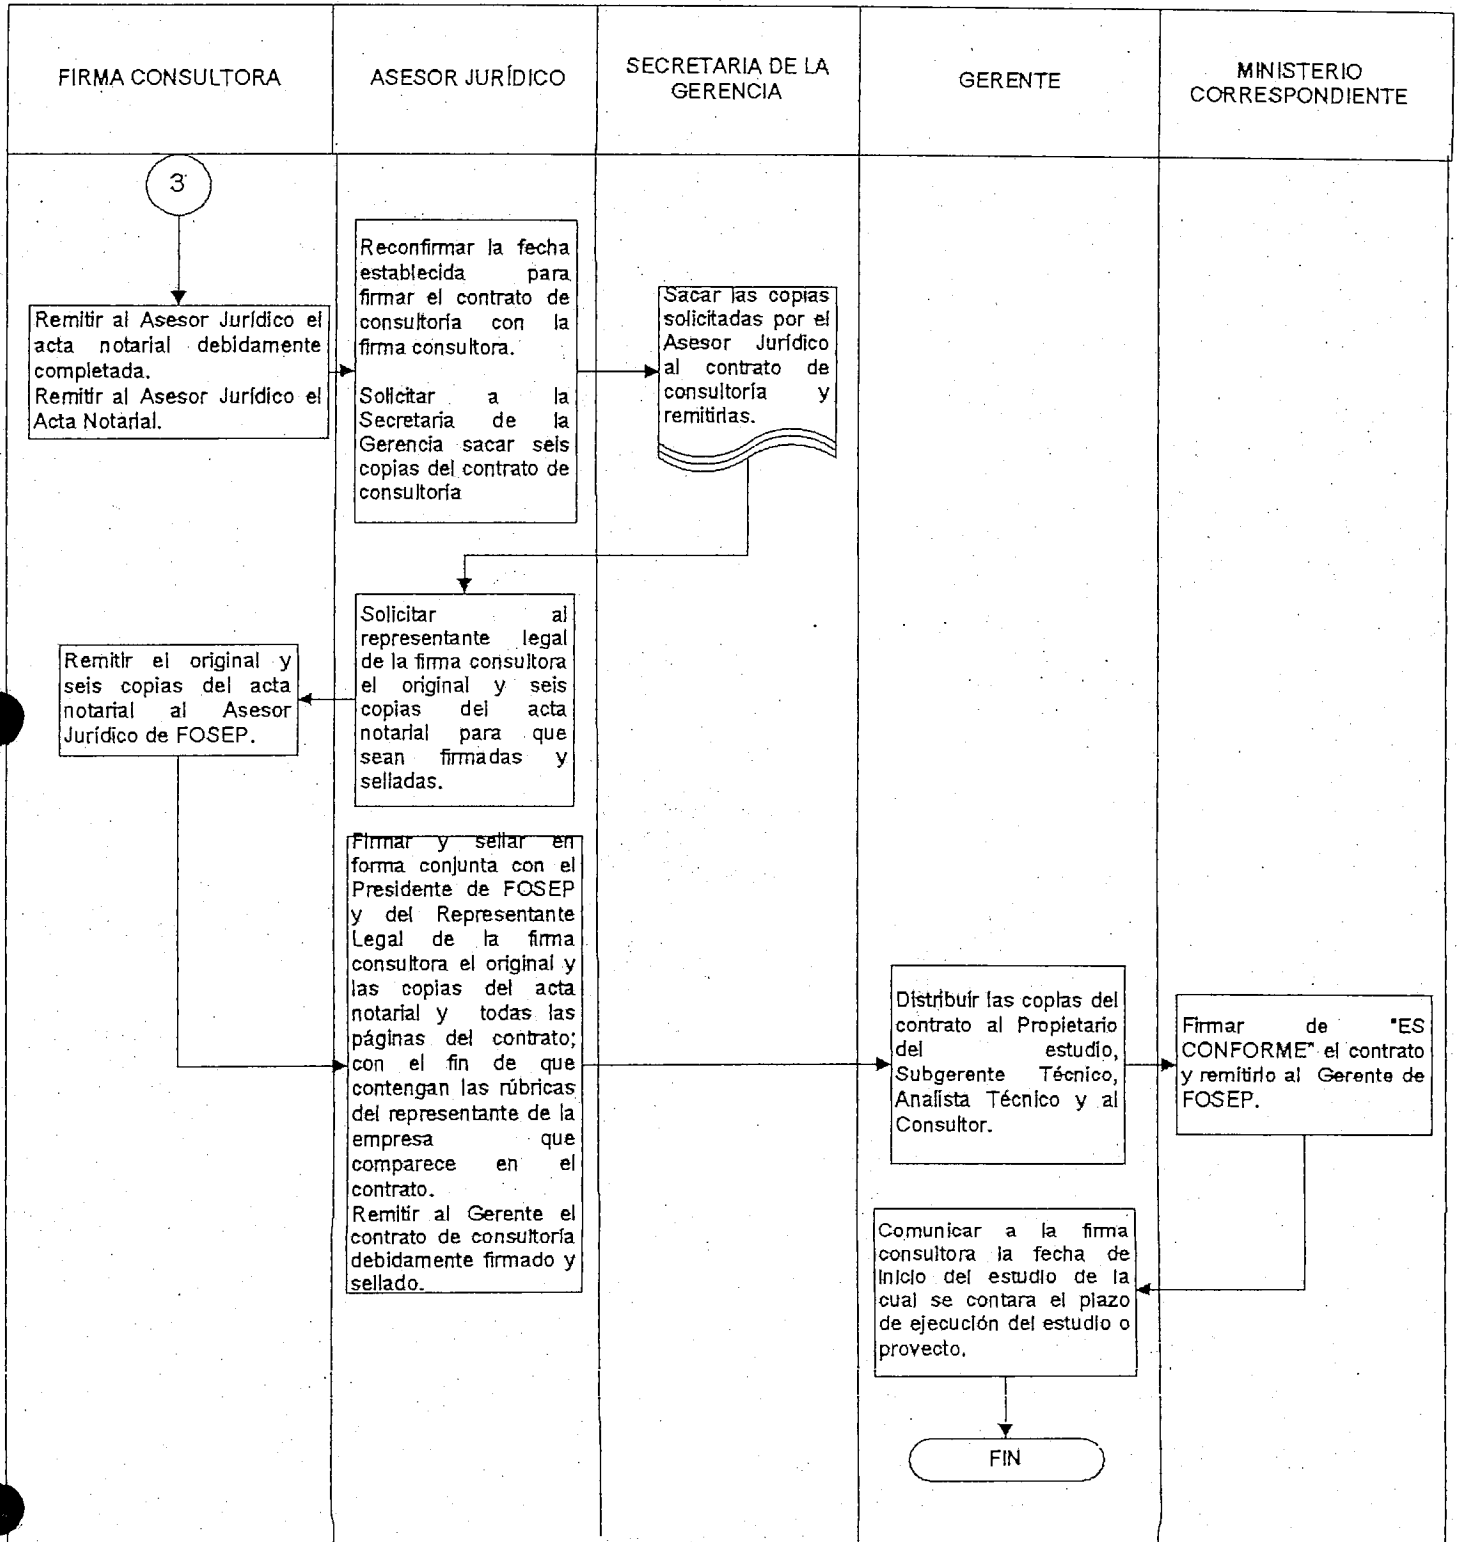 FIRMA CONSULTORA
ASESOR JURÍDICO
SECRETARIA DE LA
GERENCIA
GERENTE
MINISTERIO
CORRESPONDIENTE
3
Remitir al Asesor Jurídico el
acta notarial debidamente
completada.
Remitir al Asesor Jurídico el
Acta Notarial.
Reconfirmar la fecha
establecida para
firmar el contrato de
consultoría con la
firma consultora.
Solicitar a la
Secretaria de la
Gerencia sacar seis
copias del contrato de
consultoría
Sacar las copias
solicitadas por el
Asesor Jurídico
al contrato de
consultoría y
remitirlas.
Solicitar al
representante legal
de la firma consultora
el original y seis
copias del acta
notarial para que
sean firmadas y
selladas.
Remitir el original y
seis copias del acta
notarial al Asesor
Jurídico de FOSEP.
Firmar y sellar en
forma conjunta con el
Presidente de FOSEP
y del Representante
Legal de la firma
consultora el original y
las copias del acta
notarial y todas las
páginas del contrato;
con el fin de que
contengan las rúbricas
del representante de la
empresa que
comparece en el
contrato.
Remitir al Gerente el
contrato de consultoría
debidamente firmado y
sellado.
Distribuir las copias del
contrato al Propietario
del estudio,
Subgerente Técnico,
Analista Técnico y al
Consultor.
Firmar de "ES
CONFORME" el contrato
y remitirlo al Gerente de
FOSEP.
Comunicar a la firma
consultora la fecha de
inicio del estudio de la
cual se contara el plazo
de ejecución del estudio o
proyecto.
FIN